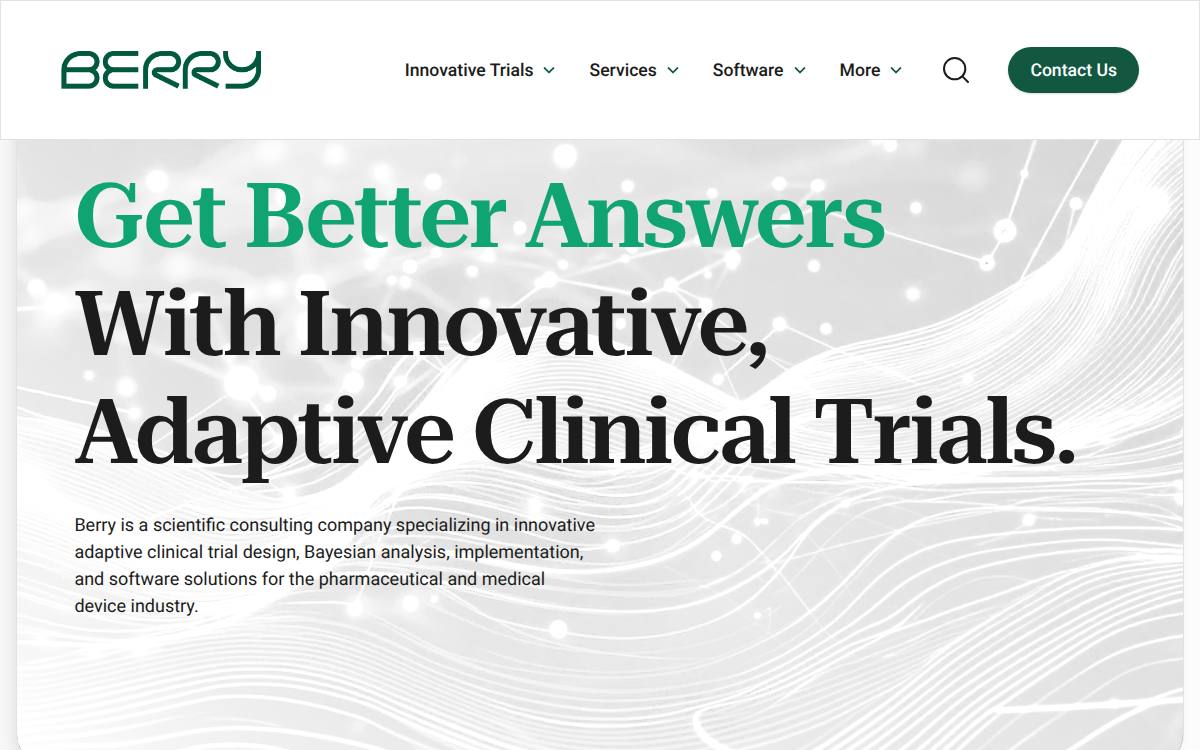 BERRY
Innovative Trials
Services
Software
More
Contact Us
Get Better Answers
With Innovative,
Adaptive Clinical Trials.
Berry is a scientific consulting company specializing in innovative
adaptive clinical trial design, Bayesian analysis, implementation,
and software solutions for the pharmaceutical and medical
device industry.